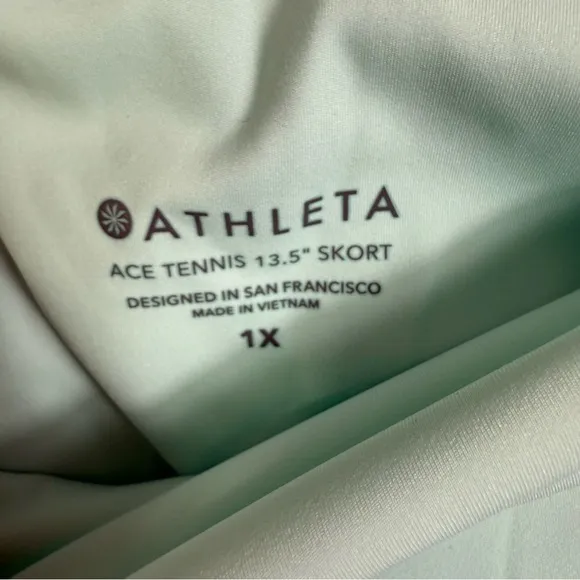 ATHLETA
ACE TENNIS 13.5" SKORT
DESIGNED IN SAN FRANCISCO
MADE IN VIETNAM
1X